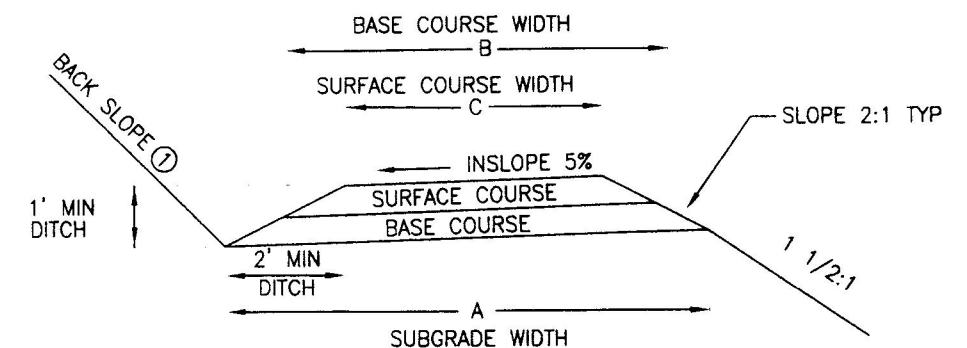 BASE COURSE WIDTH
B
SURFACE COURSE WIDTH
C
BACK SLOPE ①
SLOPE 2:1 TYP
INSLOPE 5%
SURFACE COURSE
BASE COURSE
1' MIN
DITCH
2' MIN
DITCH
1 1/2:1
A
SUBGRADE WIDTH